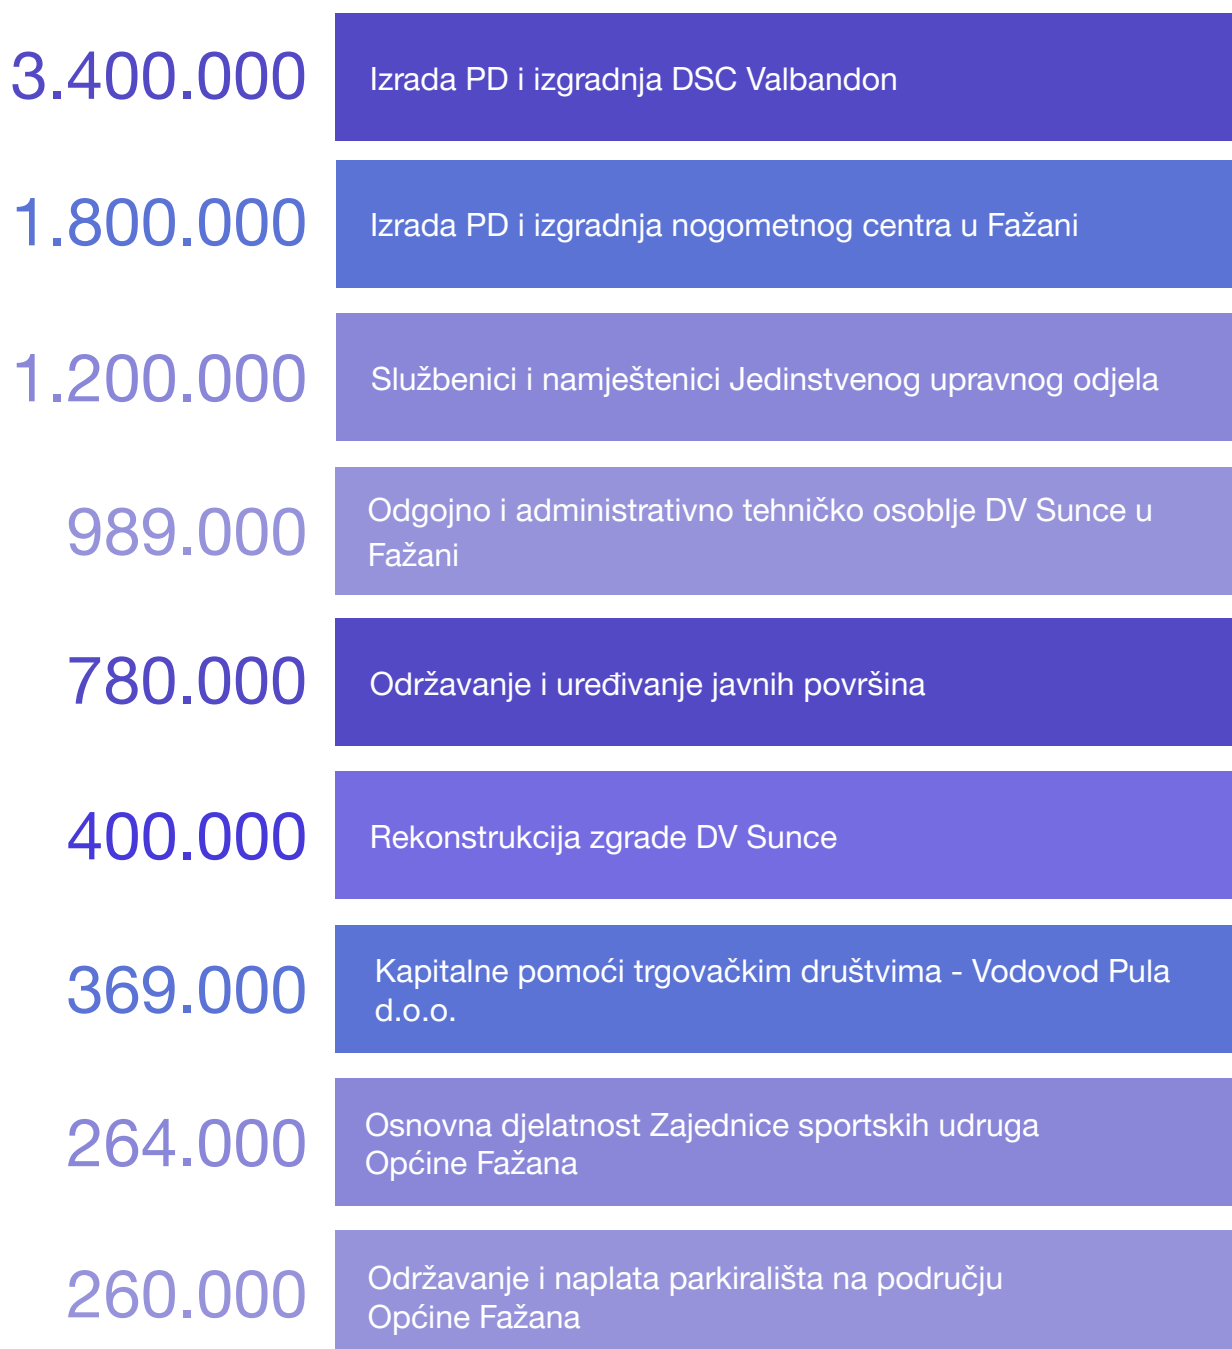 3.400.000
Izrada PD i izgradnja DSC Valbandon
1.800.000
Izrada PD i izgradnja nogometnog centra u Fažani
1.200.000
Službenici i namještenici Jedinstvenog upravnog odjela
989.000
Odgojno i administrativno tehničko osoblje DV Sunce u
Fažani
780.000
Održavanje i uređivanje javnih površina
400.000
Rekonstrukcija zgrade DV Sunce
369.000
Kapitalne pomoći trgovačkim društvima - Vodovod Pula
d.o.o.
264.000
Osnovna djelatnost Zajednice sportskih udruga
Općine Fažana
260.000
Održavanje i naplata parkirališta na području
Općine Fažana